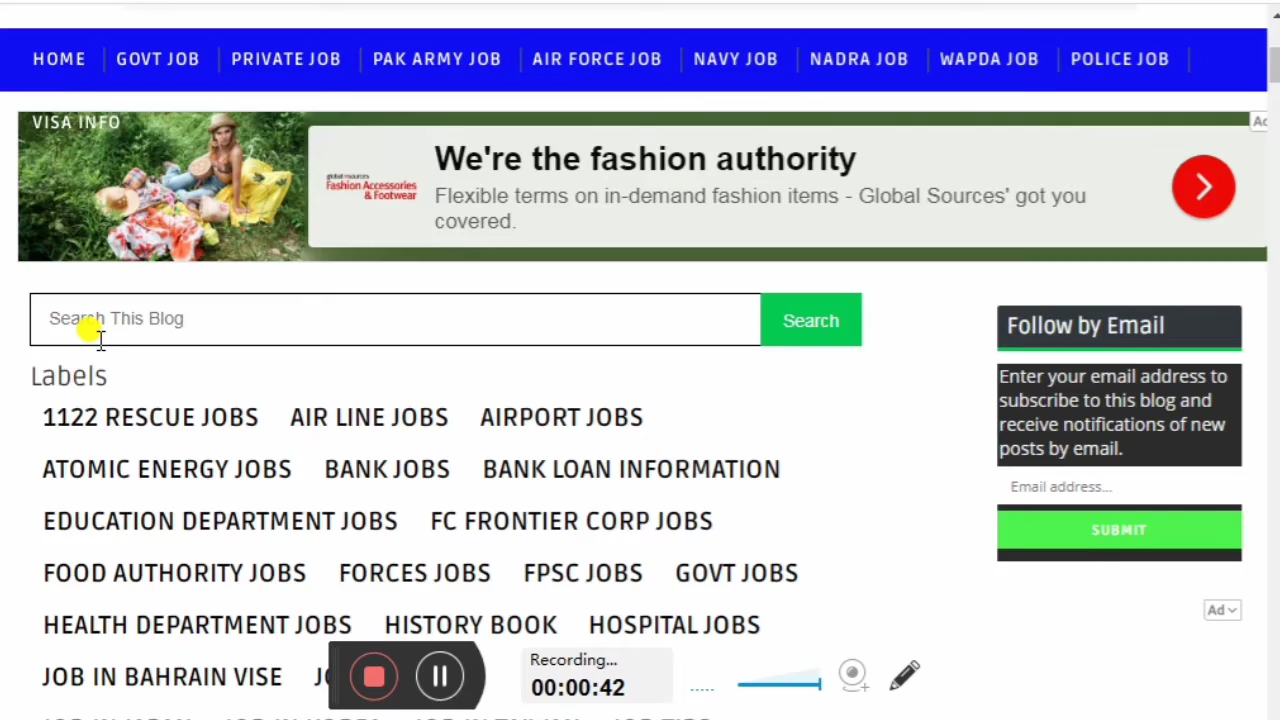 HOME GOVT JOB PRIVATE JOB PAK ARMY JOB AIR FORCE JOB NAVY JOB NADRA JOB WAPDA JOB POLICE JOB
VISA INFO
We're the fashion authority
global sources
Fashion Accessories
& Footwear
Flexible terms on in-demand fashion items - Global Sources' got you
covered.
Search This Blog
Search
Follow by Email
Enter your email address to
subscribe to this blog and
receive notifications of new
posts by email.
Email address...
SUBMIT
Ad
Labels
1122 RESCUE JOBS AIR LINE JOBS AIRPORT JOBS
ATOMIC ENERGY JOBS BANK JOBS BANK LOAN INFORMATION
EDUCATION DEPARTMENT JOBS FC FRONTIER CORP JOBS
FOOD AUTHORITY JOBS FORCES JOBS FPSC JOBS GOVT JOBS
HEALTH DEPARTMENT JOBS HISTORY BOOK HOSPITAL JOBS
JOB IN BAHRAIN VISE
Recording...
00:00:42